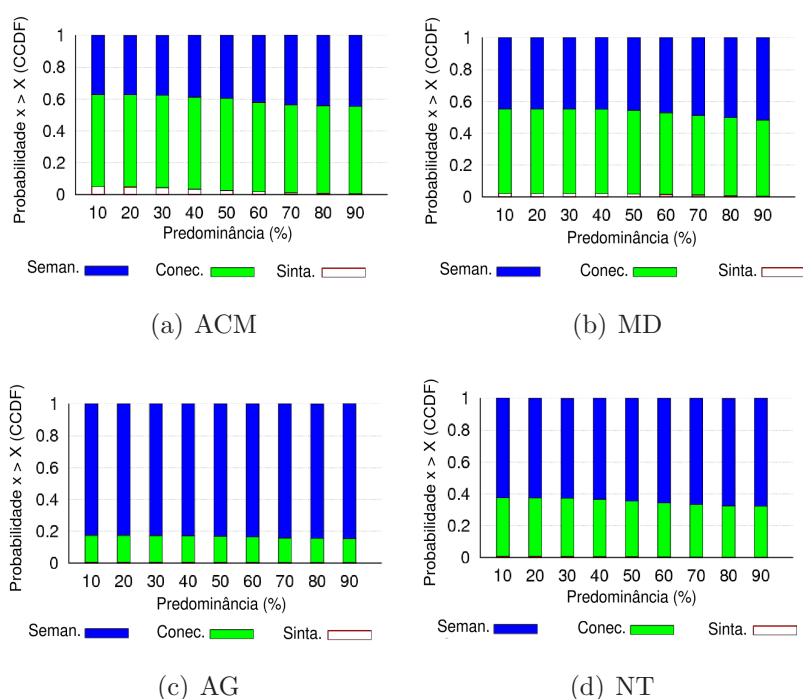 Probabilidade x > X (CCDF)
1
0.8
0.6
0.4
0.2
0
10 20 30 40 50 60 70 80 90
Predominância (%)
Seman. Conec. Sinta.
(a) ACM
Probabilidade x > X (CCDF)
1
0.8
0.6
0.4
0.2
0
10 20 30 40 50 60 70 80 90
Predominância (%)
Seman. Conec. Sinta.
(b) MD
Probabilidade x > X (CCDF)
1
0.8
0.6
0.4
0.2
0
10 20 30 40 50 60 70 80 90
Predominância (%)
Seman. Conec. Sinta.
(c) AG
Probabilidade x > X (CCDF)
1
0.8
0.6
0.4
0.2
0
10 20 30 40 50 60 70 80 90
Predominância (%)
Seman. Conec. Sinta.
(d) NT